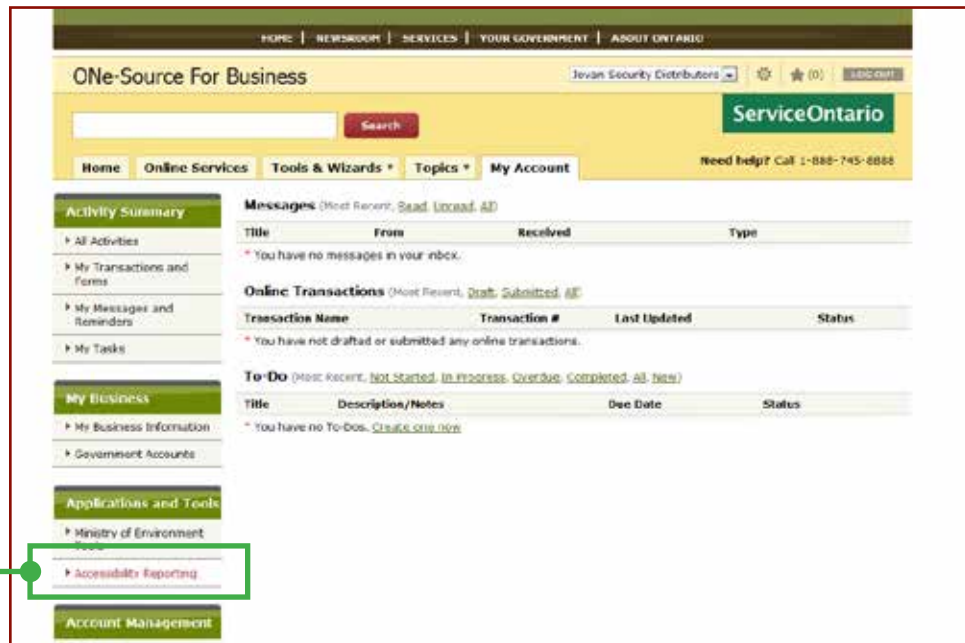 HOME | NEWSROOM | SERVICES | YOUR GOVERNMENT | ABOUT ONTARIO
ONe-Source For Business
Jovan Security Distributors
(0)
LOG OUT
Search
ServiceOntario
Need help? Call 1-888-745-8888
Home
Online Services
Tools & Wizards
Topics
My Account
Activity Summary
All Activities
My Transactions and
Forms
My Messages and
Reminders
My Tasks
My Business
My Business Information
Government Accounts
Applications and Tools
Ministry of Environment
Tools
Accessibility Reporting
Account Management
Messages (Most Recent, Read, Unread, All)
Title From Received Type
* You have no messages in your inbox.
Online Transactions (Most Recent, Draft, Submitted, All)
Transaction Name Transaction # Last Updated Status
* You have not drafted or submitted any online transactions.
To-Do (Most Recent, Not Started, In Progress, Overdue, Completed, All, New)
Title Description/Notes Due Date Status
* You have no To-Dos. Create one now